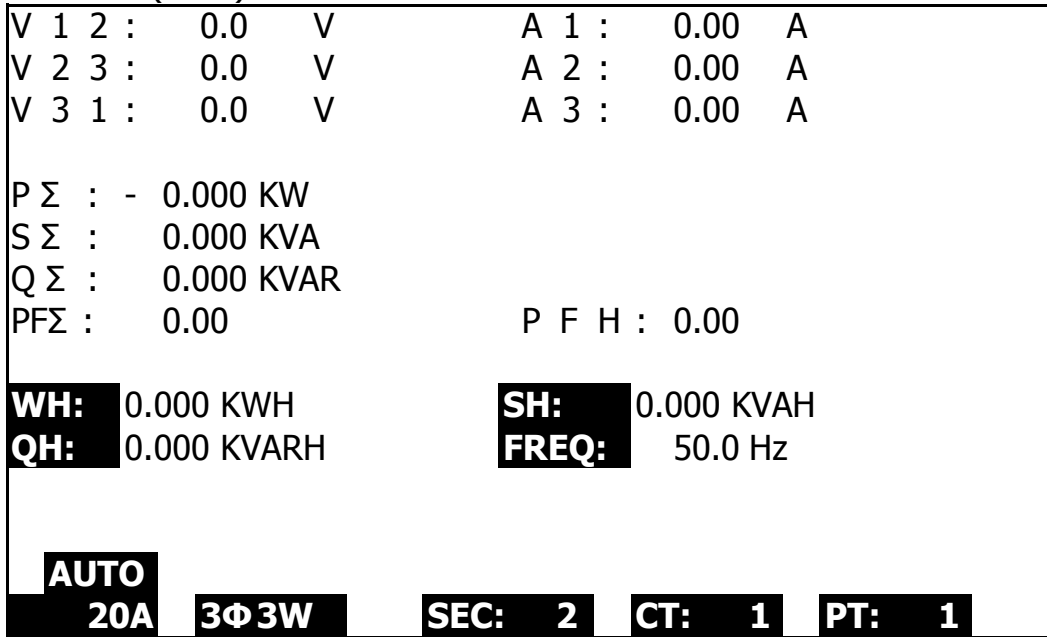 V 1 2 : 0.0 V A 1 : 0.00 A
V 2 3 : 0.0 V A 2 : 0.00 A
V 3 1 : 0.0 V A 3 : 0.00 A
P Σ : - 0.000 KW
S Σ : 0.000 KVA
Q Σ : 0.000 KVAR
PFΣ : 0.00 P F H : 0.00
WH: 0.000 KWH SH: 0.000 KVAH
QH: 0.000 KVARH FREQ: 50.0 Hz
AUTO
20A 3Φ3W SEC: 2 CT: 1 PT: 1